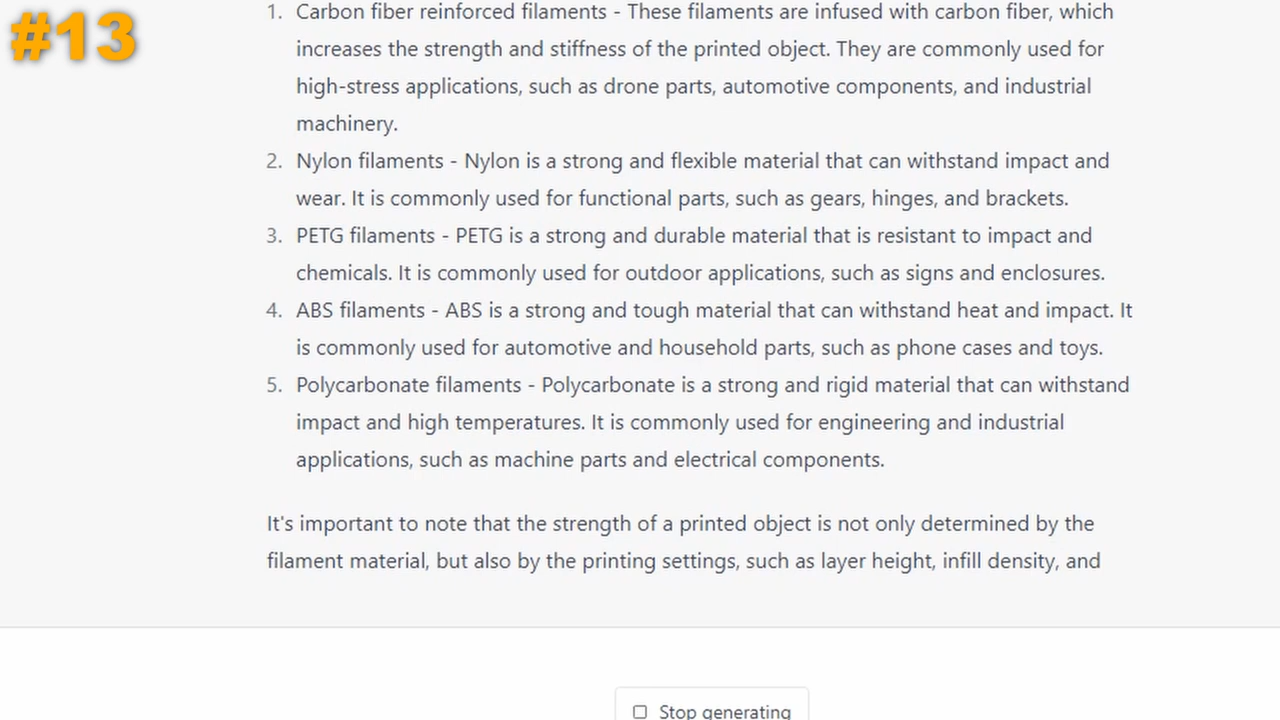 #13
1. Carbon fiber reinforced filaments - These filaments are infused with carbon fiber, which
increases the strength and stiffness of the printed object. They are commonly used for
high-stress applications, such as drone parts, automotive components, and industrial
machinery.
2. Nylon filaments - Nylon is a strong and flexible material that can withstand impact and
wear. It is commonly used for functional parts, such as gears, hinges, and brackets.
3. PETG filaments - PETG is a strong and durable material that is resistant to impact and
chemicals. It is commonly used for outdoor applications, such as signs and enclosures.
4. ABS filaments - ABS is a strong and tough material that can withstand heat and impact. It
is commonly used for automotive and household parts, such as phone cases and toys.
5. Polycarbonate filaments - Polycarbonate is a strong and rigid material that can withstand
impact and high temperatures. It is commonly used for engineering and industrial
applications, such as machine parts and electrical components.
It's important to note that the strength of a printed object is not only determined by the
filament material, but also by the printing settings, such as layer height, infill density, and
Stop generating